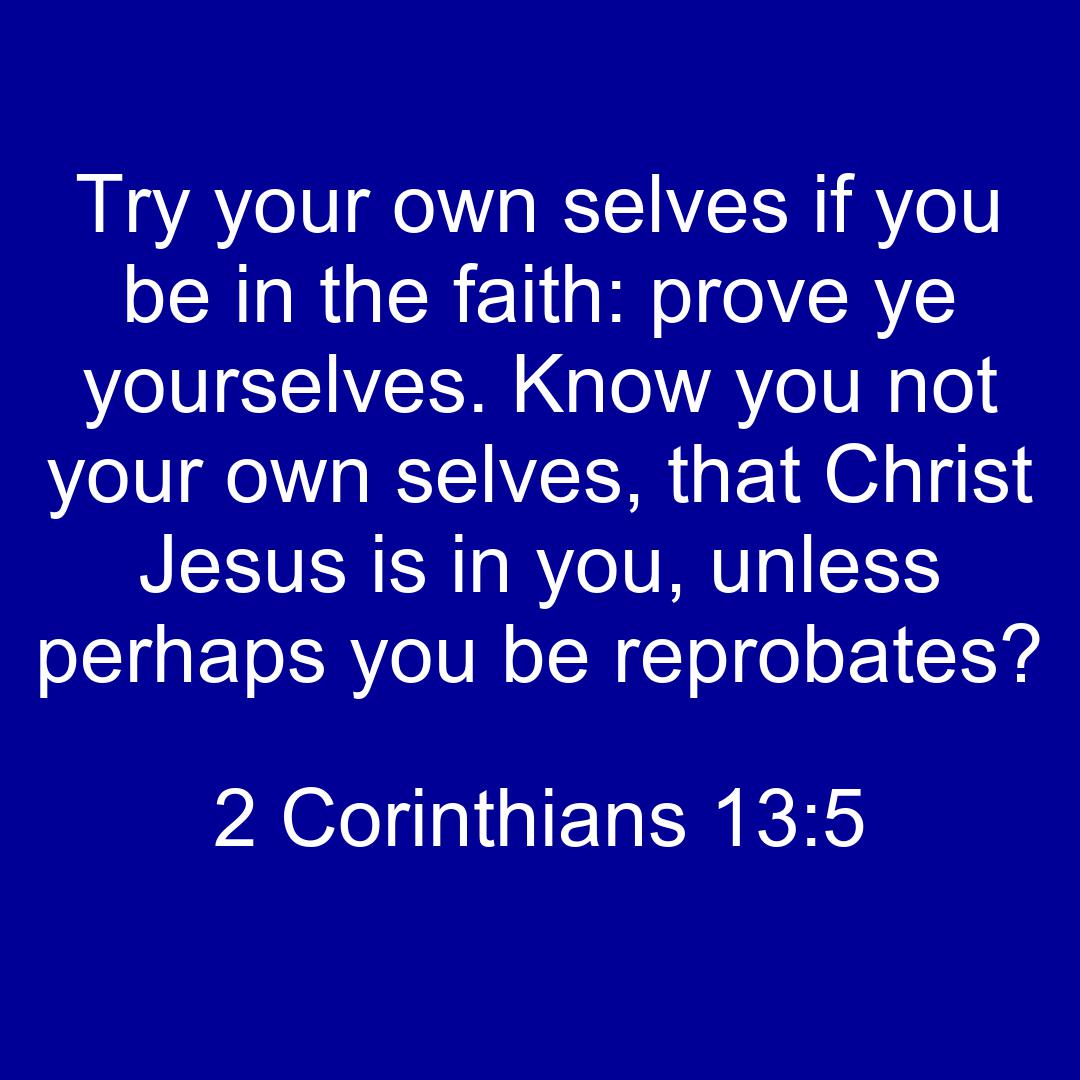 Try your own selves if you
be in the faith: prove ye
yourselves. Know you not
your own selves, that Christ
Jesus is in you, unless
perhaps you be reprobates?
2 Corinthians 13:5